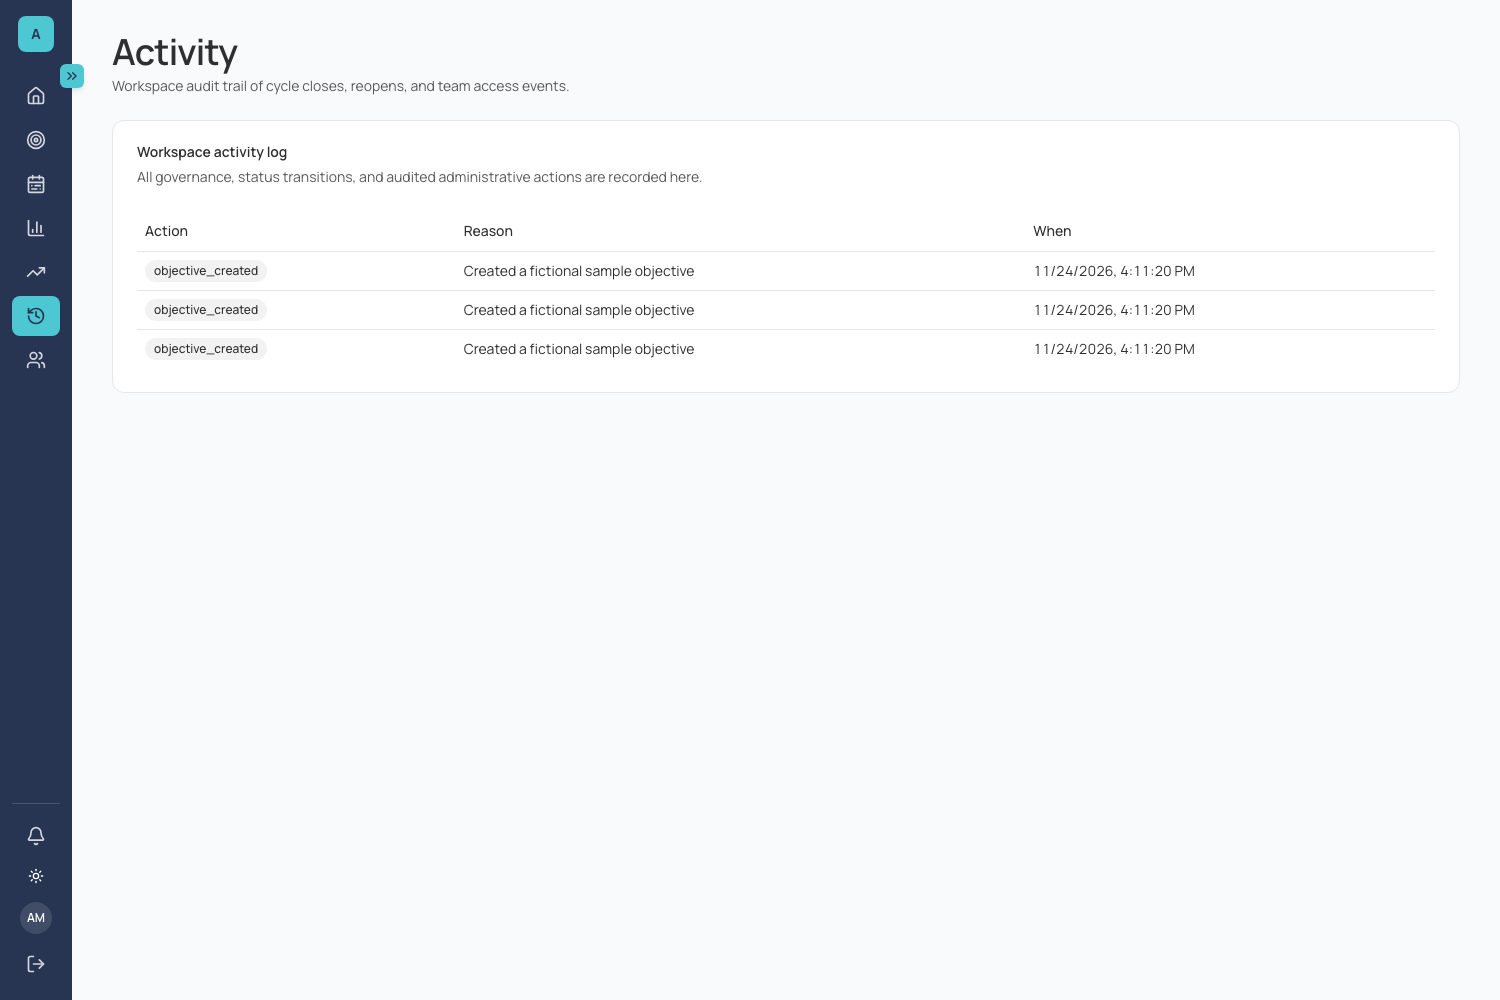 A
Activity
Workspace audit trail of cycle closes, reopens, and team access events.
Workspace activity log
All governance, status transitions, and audited administrative actions are recorded here.
Action Reason When
objective_created Created a fictional sample objective 11/24/2026, 4:11:20 PM
objective_created Created a fictional sample objective 11/24/2026, 4:11:20 PM
objective_created Created a fictional sample objective 11/24/2026, 4:11:20 PM
AM